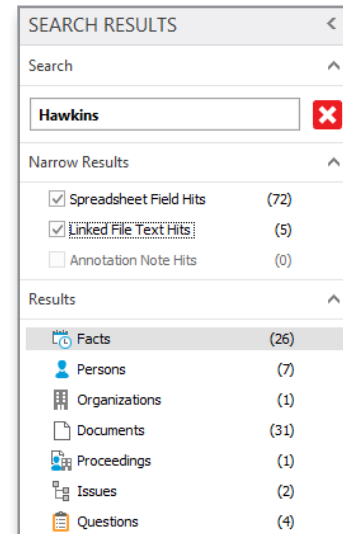 SEARCH RESULTS
Search
Hawkins
Narrow Results
Spreadsheet Field Hits (72)
Linked File Text Hits (5)
Annotation Note Hits (0)
Results
Facts (26)
Persons (7)
Organizations (1)
Documents (31)
Proceedings (1)
Issues (2)
Questions (4)